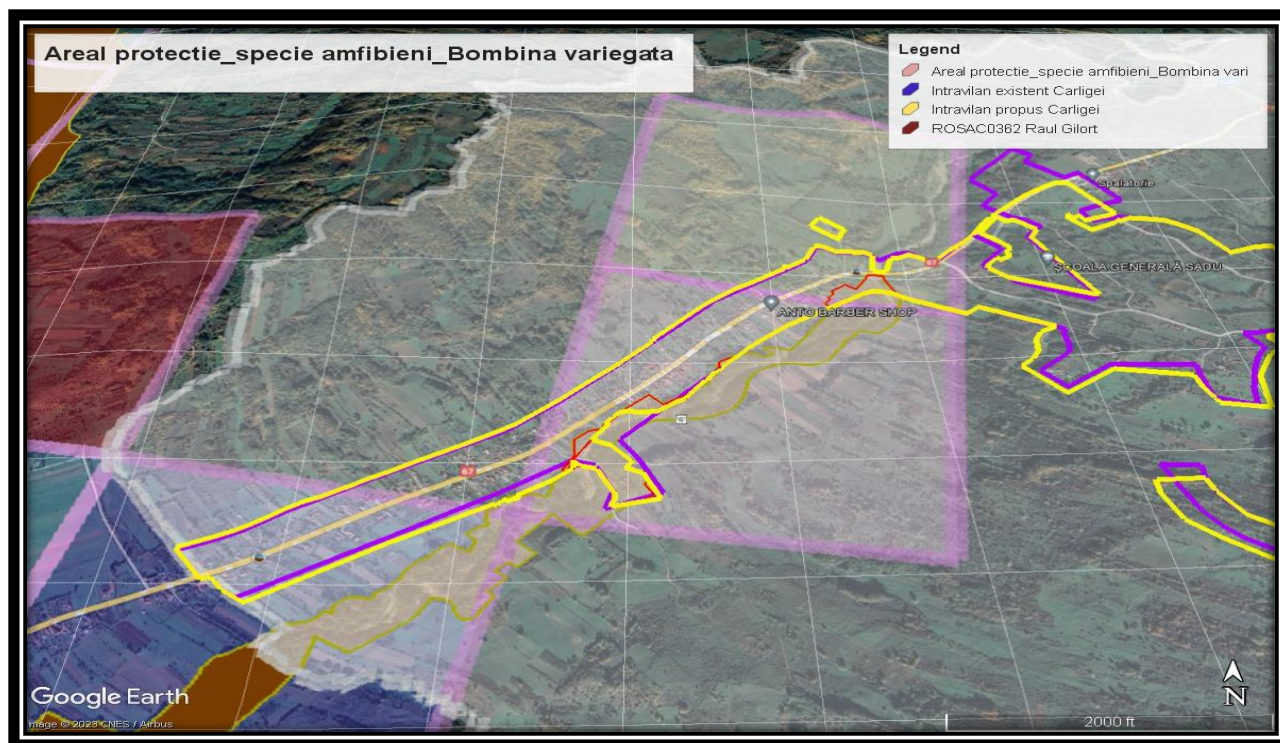 Areal protectie_specie amfibieni_Bombina variegata
Legend
Areal protectie_specie amfibieni_Bombina vari
Intravilan existent Carligei
Intravilan propus Carligei
ROSAC0362 Raul Gilort
Spalatorie
67
ȘCOALA GENERALĂ SADU
ANTO BARBER SHOP
67
Google Earth
Image © 2023 CNES / Airbus
N
2000 ft